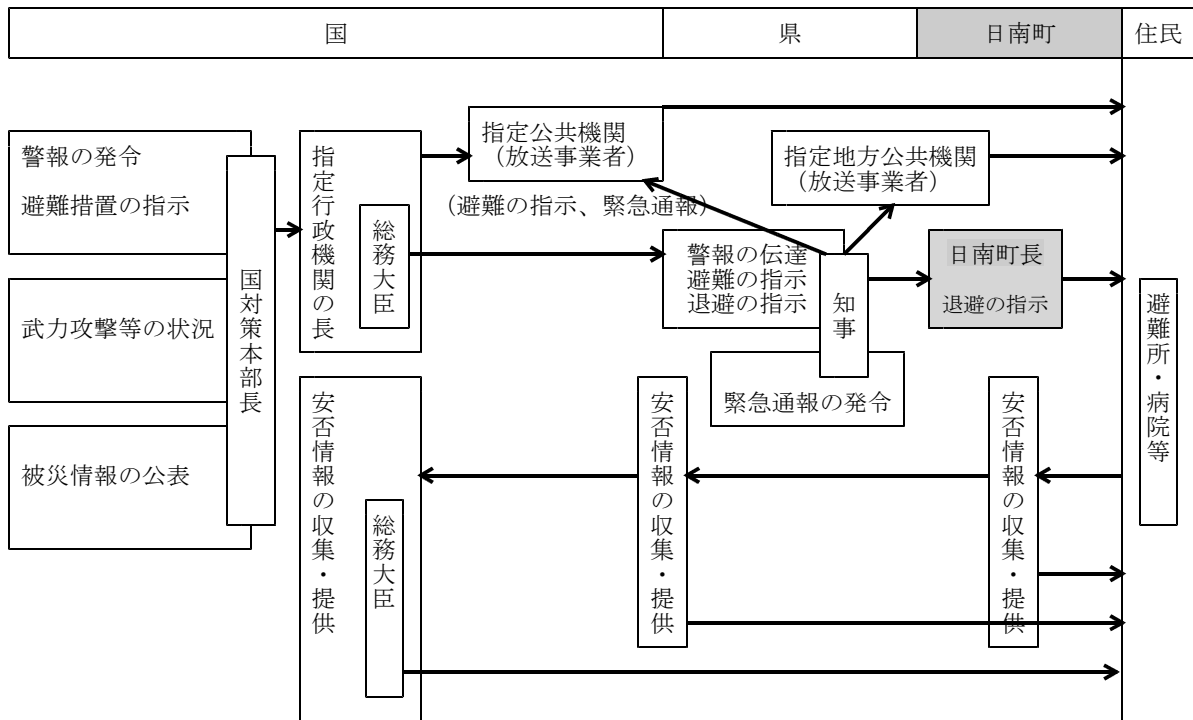 国
県
日南町
住民
警報の発令
避難措置の指示
武力攻撃等の状況
被災情報の公表
国対策本部長
指定行政機関の長
総務大臣
指定公共機関
（放送事業者）
（避難の指示、緊急通報）
指定地方公共機関
（放送事業者）
警報の伝達
避難の指示
退避の指示
知事
緊急通報の発令
日南町長
退避の指示
避難所・病院等
安否情報の収集・提供
総務大臣
安否情報の収集・提供
安否情報の収集・提供